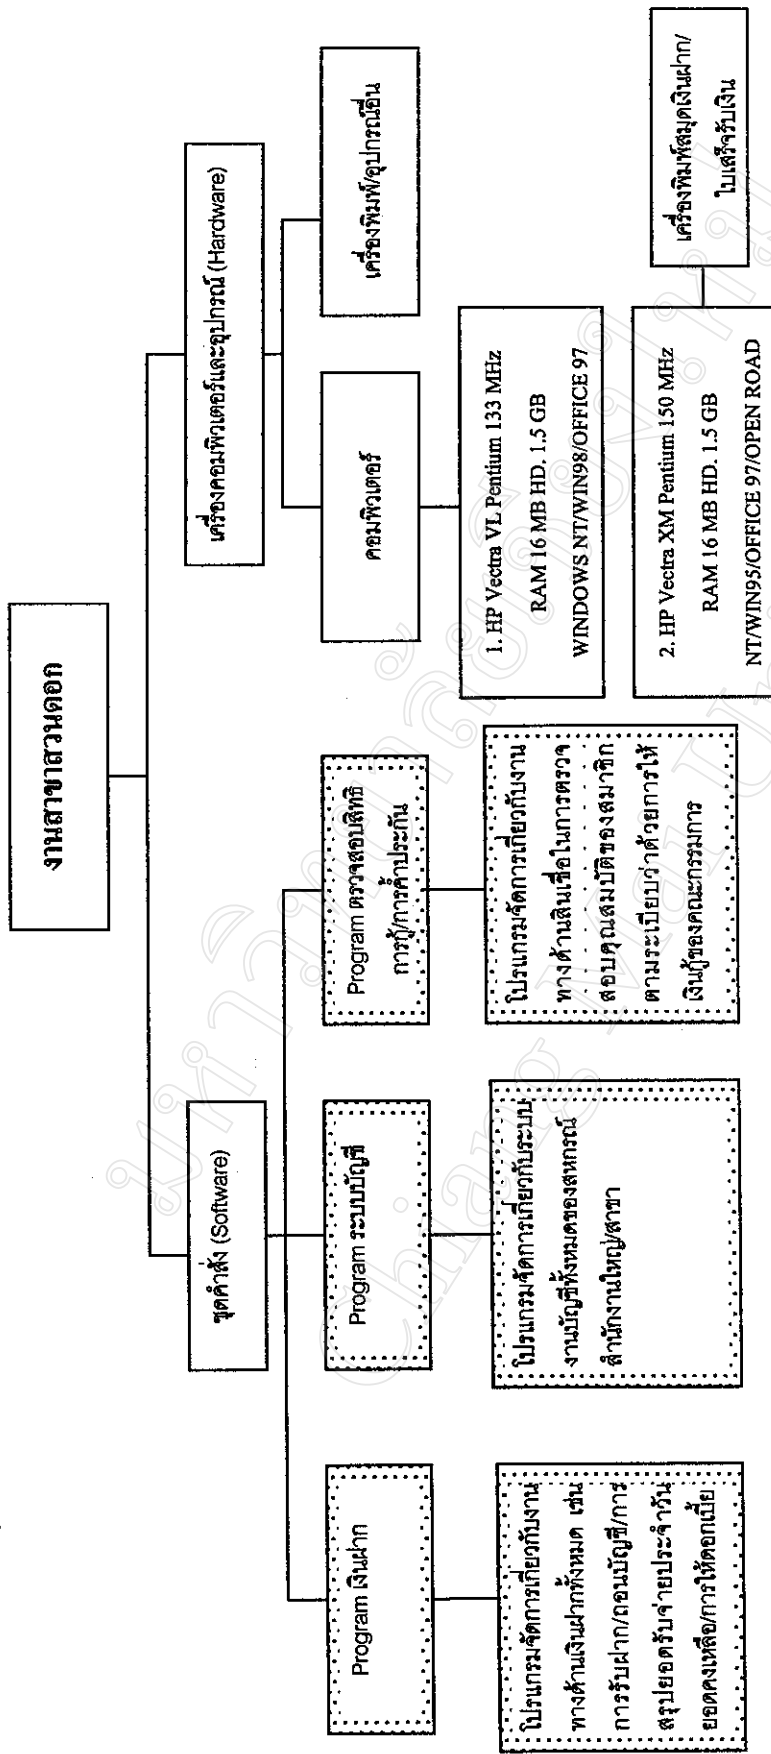 งานสาขาสวนดอก
ชุดคำสั่ง (Software)
เครื่องคอมพิวเตอร์และอุปกรณ์ (Hardware)
Program เงินฝาก
Program ระบบบัญชี
Program ตรวจสอบสิทธิ
การกู้/การค้ำประกัน
คอมพิวเตอร์
เครื่องพิมพ์/อุปกรณ์อื่น
โปรแกรมจัดการเกี่ยวกับงาน
ทางด้านเงินฝากทั้งหมด เช่น
การรับฝาก/ถอนบัญชี/การ
สรุปยอดรับจ่ายประจำวัน
ยอดคงเหลือ/การให้ดอกเบี้ย
โปรแกรมจัดการเกี่ยวกับระบบ
งานบัญชีทั้งหมดของสหกรณ์
สำนักงานใหญ่/สาขา
โปรแกรมจัดการเกี่ยวกับงาน
ทางด้านสินเชื่อในการตรวจ
สอบคุณสมบัติของสมาชิก
ตามระเบียบว่าด้วยการให้
เงินกู้ของคณะกรรมการ
1. HP Vectra VL Pentium 133 MHz
RAM 16 MB HD. 1.5 GB
WINDOWS NT/WIN98/OFFICE 97
2. HP Vectra XM Pentium 150 MHz
RAM 16 MB HD. 1.5 GB
NT/WIN95/OFFICE 97/OPEN ROAD
เครื่องพิมพ์สมุดเงินฝาก/
ใบเสร็จรับเงิน
มหาวิทยาลัยเชียงใหม่
Chiang Mai Un